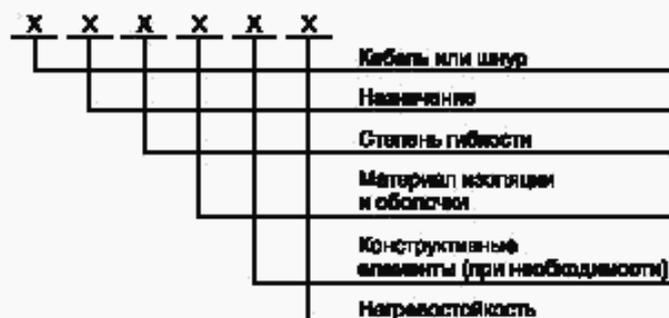 X X X X X X
Кабель или шнур
Назначение
Степень гибкости
Материал изоляции
и оболочки
Конструктивные
элементы (при необходимости)
Нагревостойкость